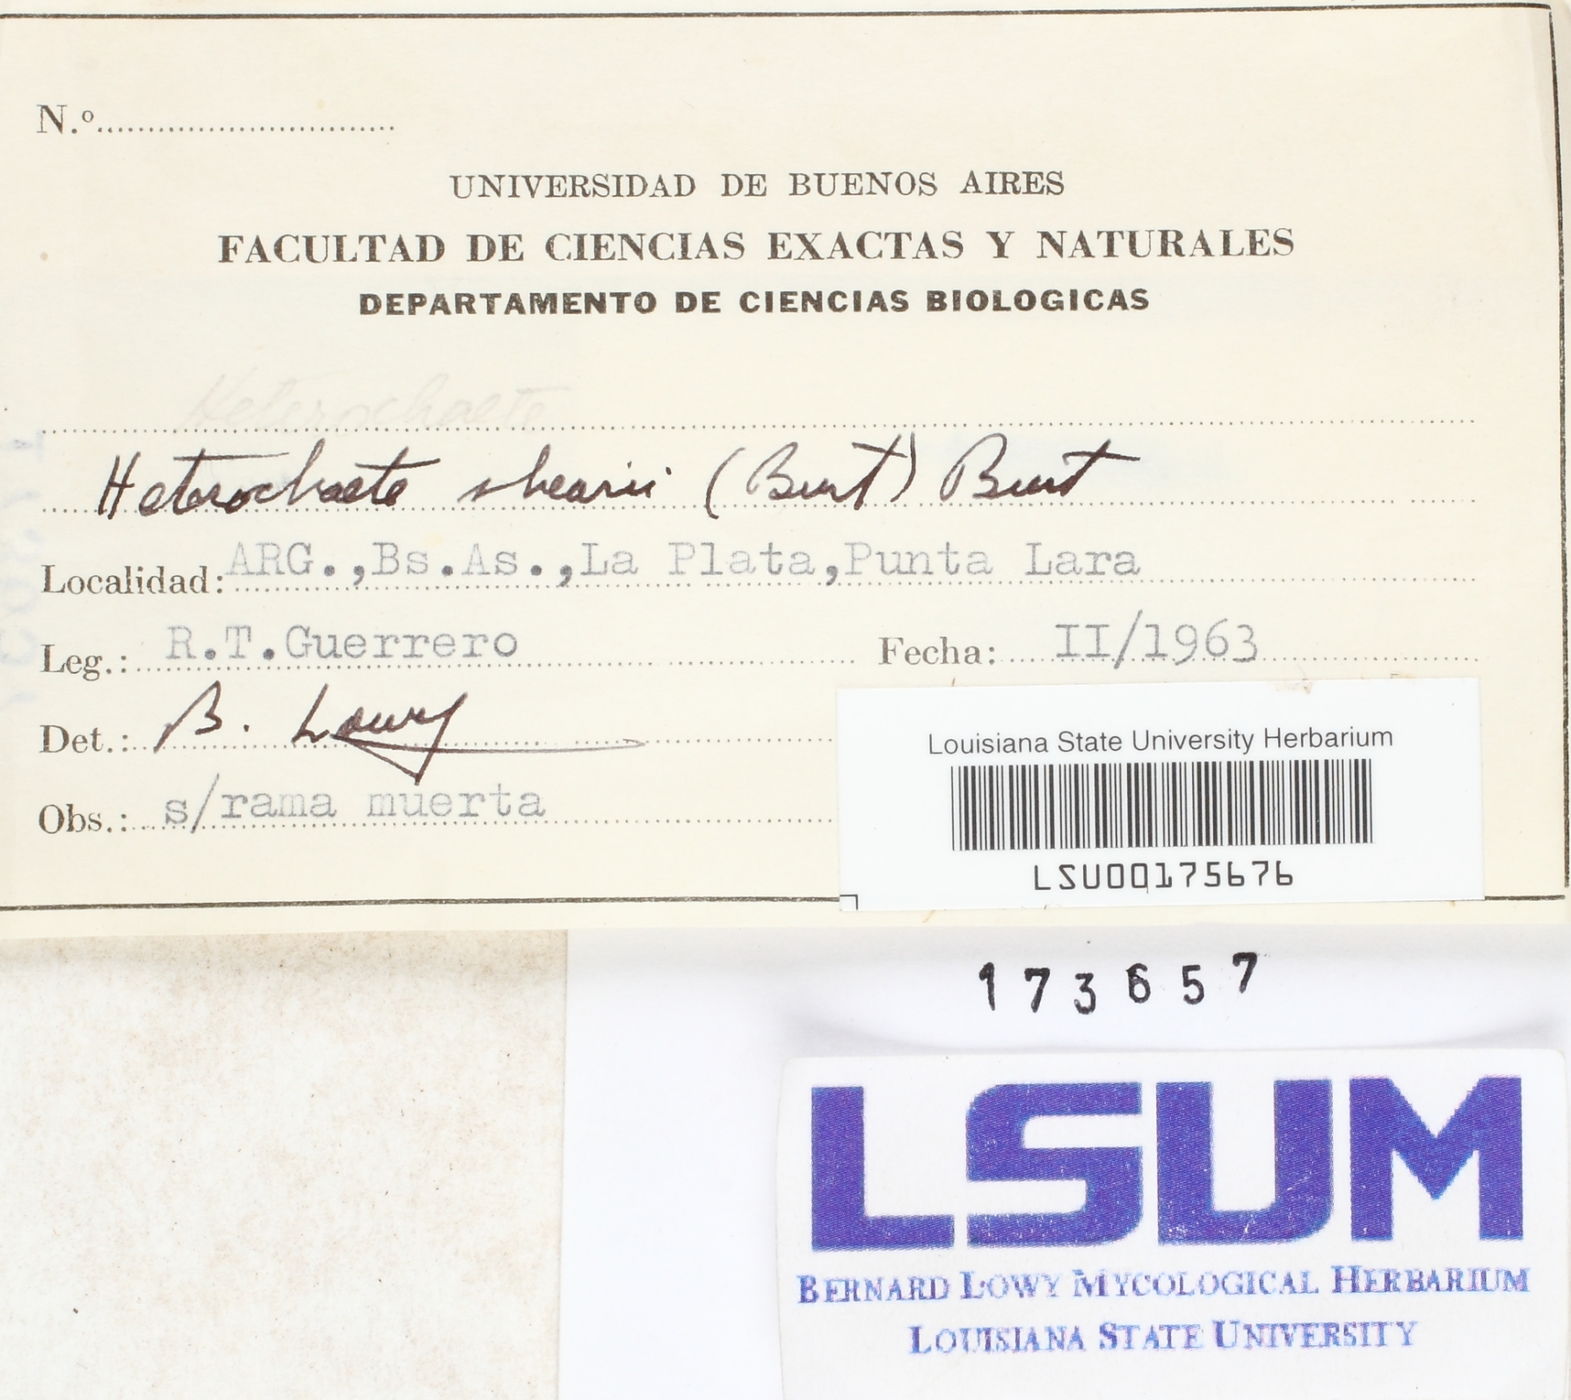 N.º
UNIVERSIDAD DE BUENOS AIRES
FACULTAD DE CIENCIAS EXACTAS Y NATURALES
DEPARTAMENTO DE CIENCIAS BIOLOGICAS
Heterochaete
Heterochaete shearii (Burt) Burt
Localidad: ARG.,Bs.As.,La Plata,Punta Lara
Leg.: R.T.Guerrero Fecha: II/1963
Det.: B. Lowy
Obs.: s/rama muerta
Louisiana State University Herbarium
LSU00175676
173657
LSUM
BERNARD LOWY MYCOLOGICAL HERBARIUM
LOUISIANA STATE UNIVERSITY